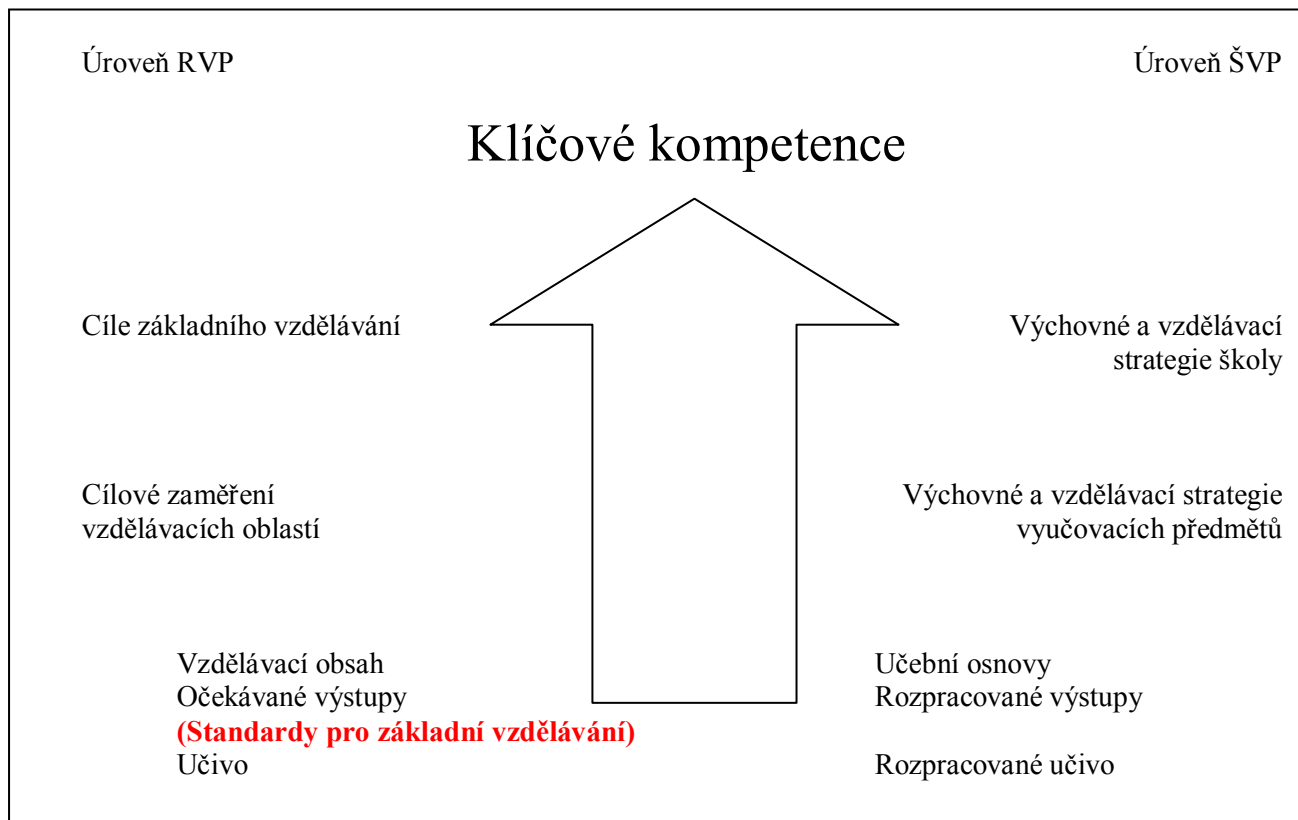 Úroveň RVP
Úroveň ŠVP
Klíčové kompetence
Cíle základního vzdělávání
Výchovné a vzdělávací
strategie školy
Cílové zaměření
vzdělávacích oblastí
Výchovné a vzdělávací strategie
vyučovacích předmětů
Vzdělávací obsah
Očekávané výstupy
(Standardy pro základní vzdělávání)
Učivo
Učební osnovy
Rozpracované výstupy
Rozpracované učivo